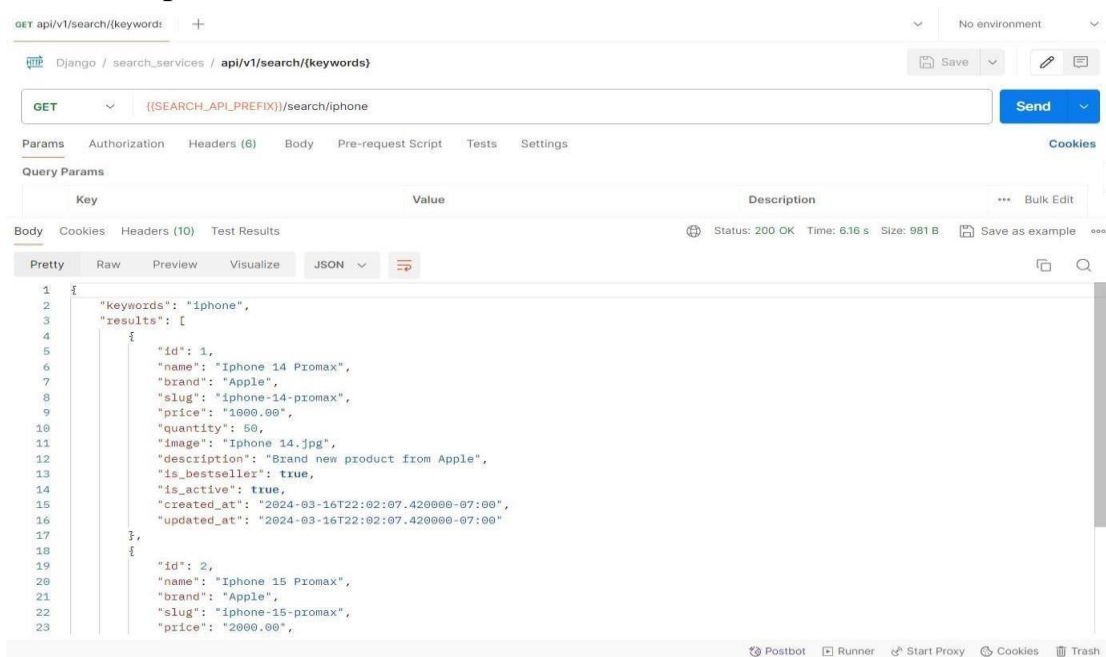 GET api/v1/search/{keywords
No environment
HTTP Django / search_services / api/v1/search/{keywords}
Save
GET {{SEARCH_API_PREFIX}}/search/iphone Send
Params Authorization Headers (6) Body Pre-request Script Tests Settings Cookies
Query Params
Key Value Description Bulk Edit
Body Cookies Headers (10) Test Results Status: 200 OK Time: 6.16 s Size: 981 B Save as example
Pretty Raw Preview Visualize JSON
1 {
2 "keywords": "iphone",
3 "results": [
4 {
5 "id": 1,
6 "name": "Iphone 14 Promax",
7 "brand": "Apple",
8 "slug": "iphone-14-promax",
9 "price": "1000.00",
10 "quantity": 50,
11 "image": "Iphone 14.jpg",
12 "description": "Brand new product from Apple",
13 "is_bestseller": true,
14 "is_active": true,
15 "created_at": "2024-03-16T22:02:07.420000-07:00",
16 "updated_at": "2024-03-16T22:02:07.420000-07:00"
17 },
18 {
19 "id": 2,
20 "name": "Iphone 15 Promax",
21 "brand": "Apple",
22 "slug": "iphone-15-promax",
23 "price": "2000.00",
Postbot Runner Start Proxy Cookies Trash